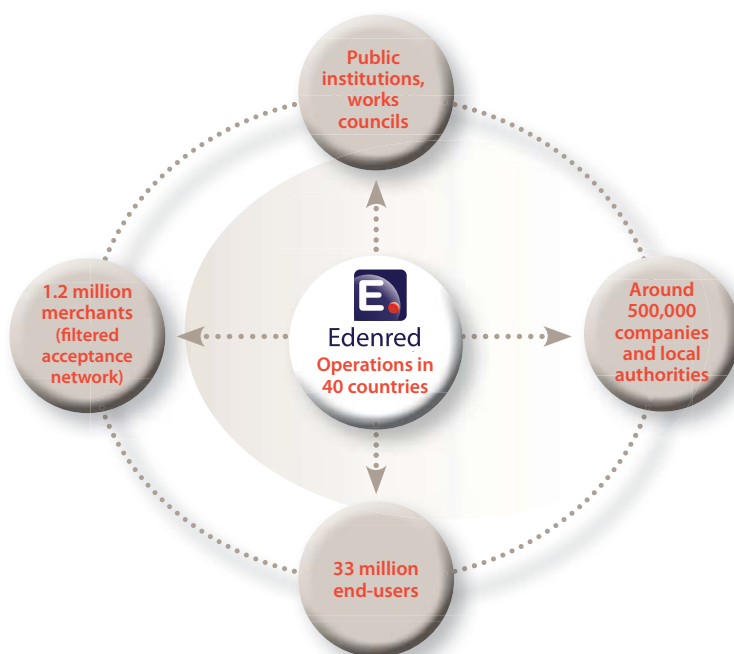 Public
institutions,
works
councils
1.2 million
merchants
(filtered
acceptance
network)
E.
Edenred
Operations in
40 countries
Around
500,000
companies
and local
authorities
33 million
end-users